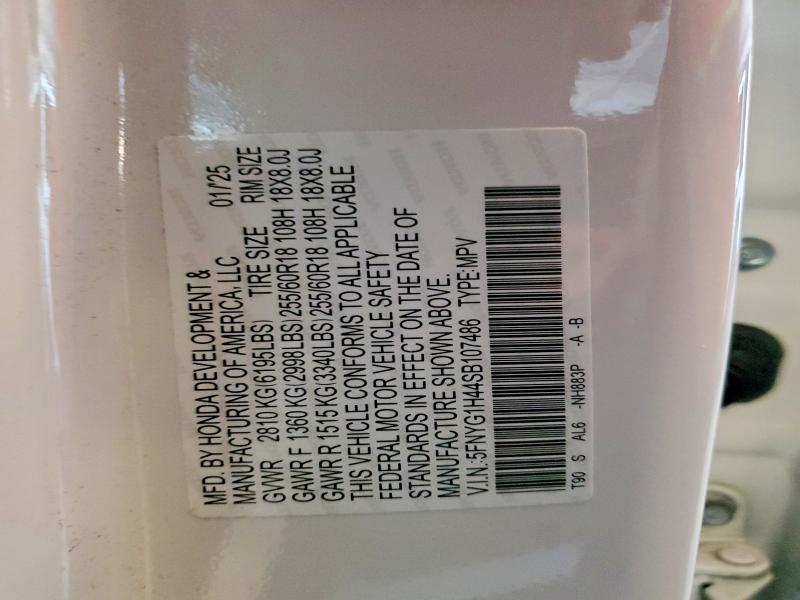 MFD. BY HONDA DEVELOPMENT &
MANUFACTURING OF AMERICA, LLC 01/25
GVWR 2810 KG(6195LBS) TIRE SIZE RIM SIZE
GAWR F 1360 KG(2998LBS) 255/60R18 108H 18X8.0J
GAWR R 1515 KG(3340LBS) 255/60R18 108H 18X8.0J
THIS VEHICLE CONFORMS TO ALL APPLICABLE
FEDERAL MOTOR VEHICLE SAFETY
STANDARDS IN EFFECT ON THE DATE OF
MANUFACTURE SHOWN ABOVE.
V.I.N.:5FNYG1H44SB107486 TYPE:MPV
T90 S AL6 -NH883P -A -B